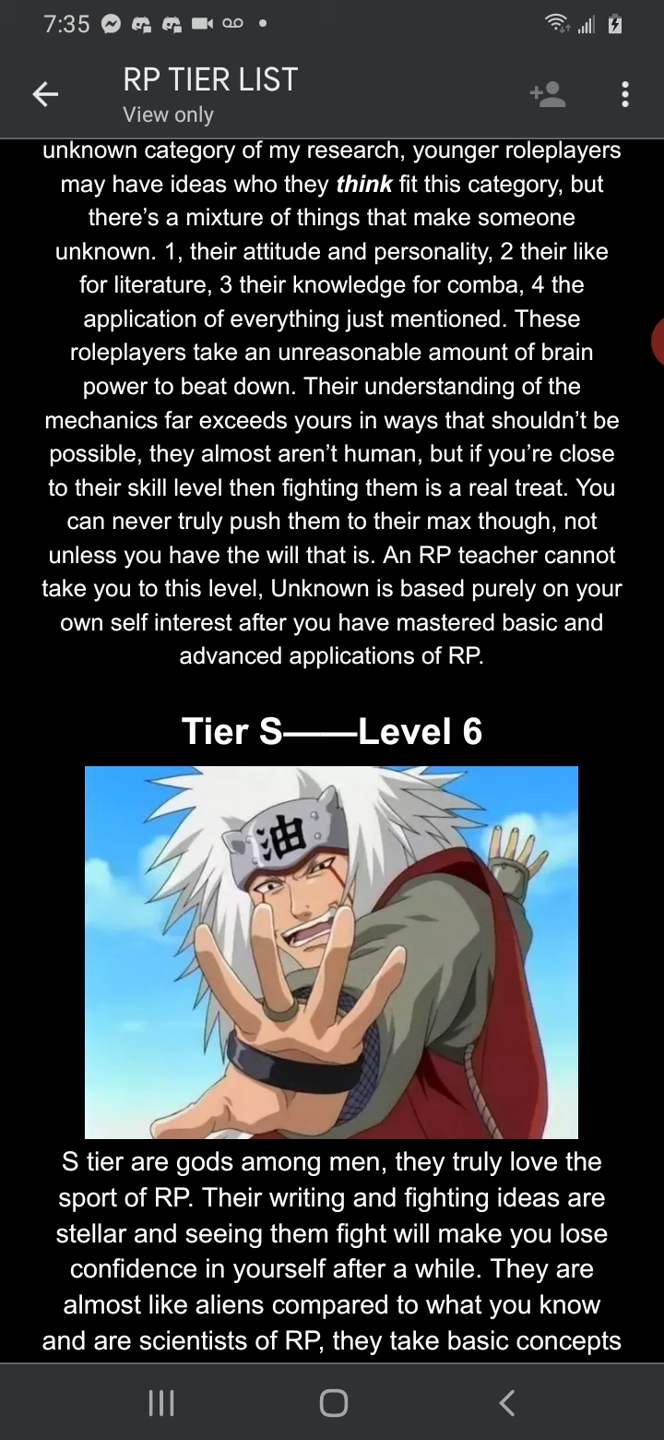 7:35
RP TIER LIST
View only
unknown category of my research, younger roleplayers
may have ideas who they think fit this category, but
there’s a mixture of things that make someone
unknown. 1, their attitude and personality, 2 their like
for literature, 3 their knowledge for comba, 4 the
application of everything just mentioned. These
roleplayers take an unreasonable amount of brain
power to beat down. Their understanding of the
mechanics far exceeds yours in ways that shouldn’t be
possible, they almost aren’t human, but if you’re close
to their skill level then fighting them is a real treat. You
can never truly push them to their max though, not
unless you have the will that is. An RP teacher cannot
take you to this level, Unknown is based purely on your
own self interest after you have mastered basic and
advanced applications of RP.
Tier S——Level 6
油
S tier are gods among men, they truly love the
sport of RP. Their writing and fighting ideas are
stellar and seeing them fight will make you lose
confidence in yourself after a while. They are
almost like aliens compared to what you know
and are scientists of RP, they take basic concepts